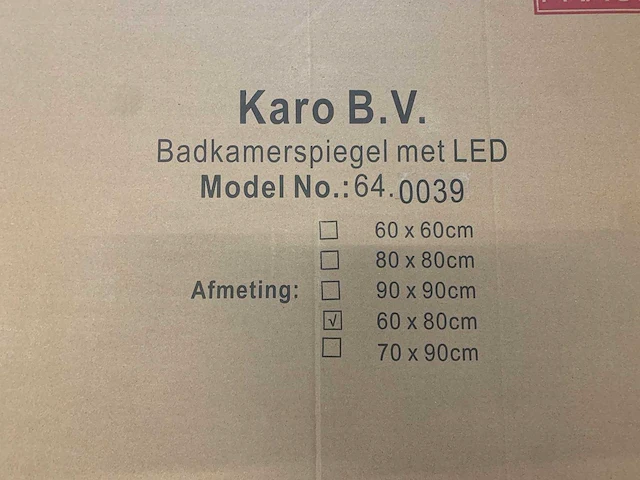 Karo B.V.
Badkamerspiegel met LED
Model No.:64.0039
☐ 60 x 60cm
☐ 80 x 80cm
Afmeting: ☐ 90 x 90cm
☑ 60 x 80cm
☐ 70 x 90cm